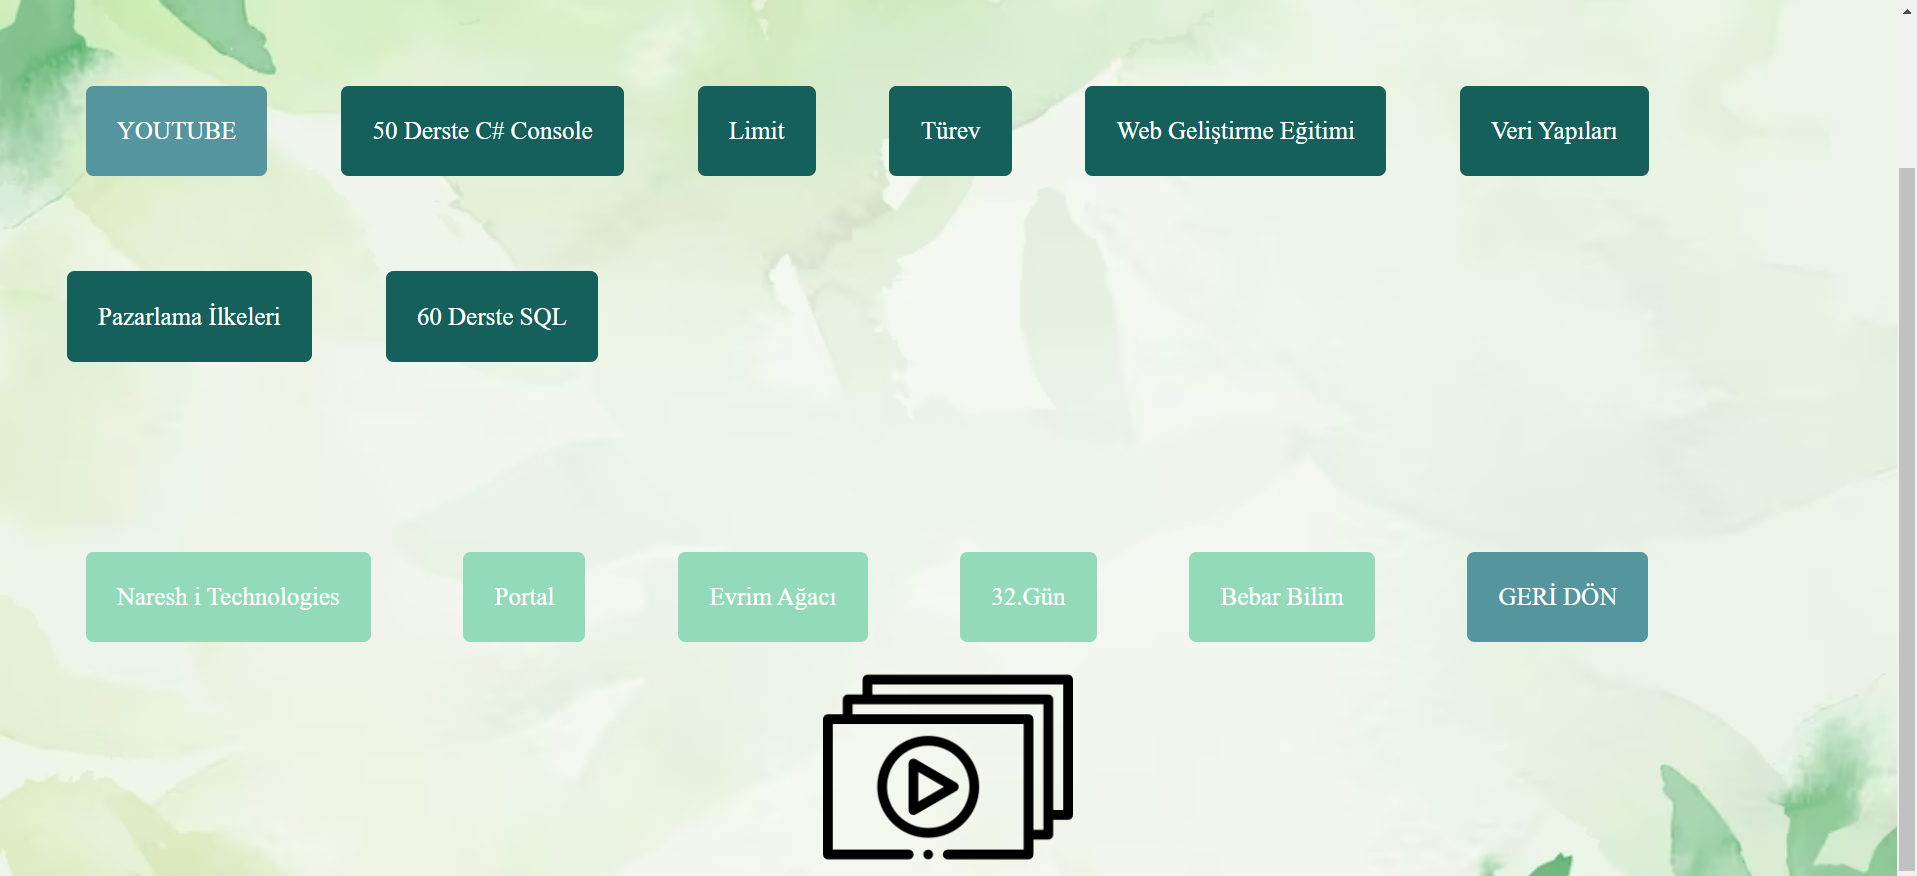 YOUTUBE
50 Derste C# Console
Limit
Türev
Web Geliştirme Eğitimi
Veri Yapıları
Pazarlama İlkeleri
60 Derste SQL
Naresh i Technologies
Portal
Evrim Ağacı
32.Gün
Bebar Bilim
GERİ DÖN